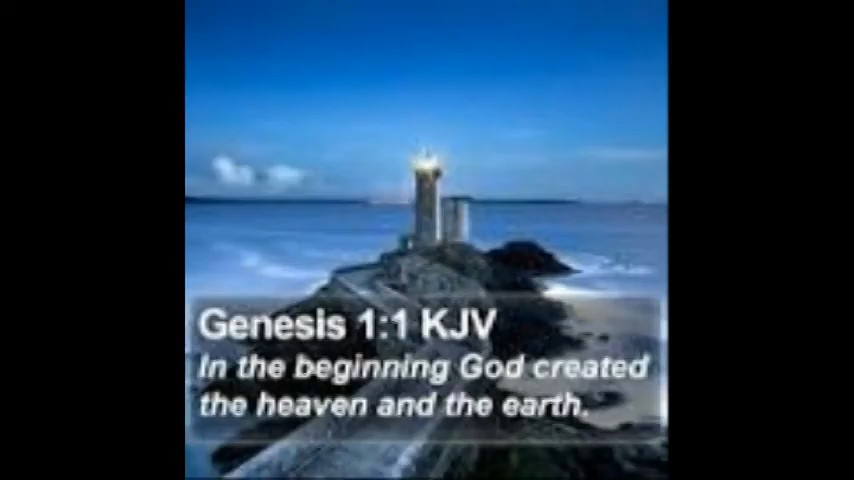 Genesis 1:1 KJV
In the beginning God created
the heaven and the earth.